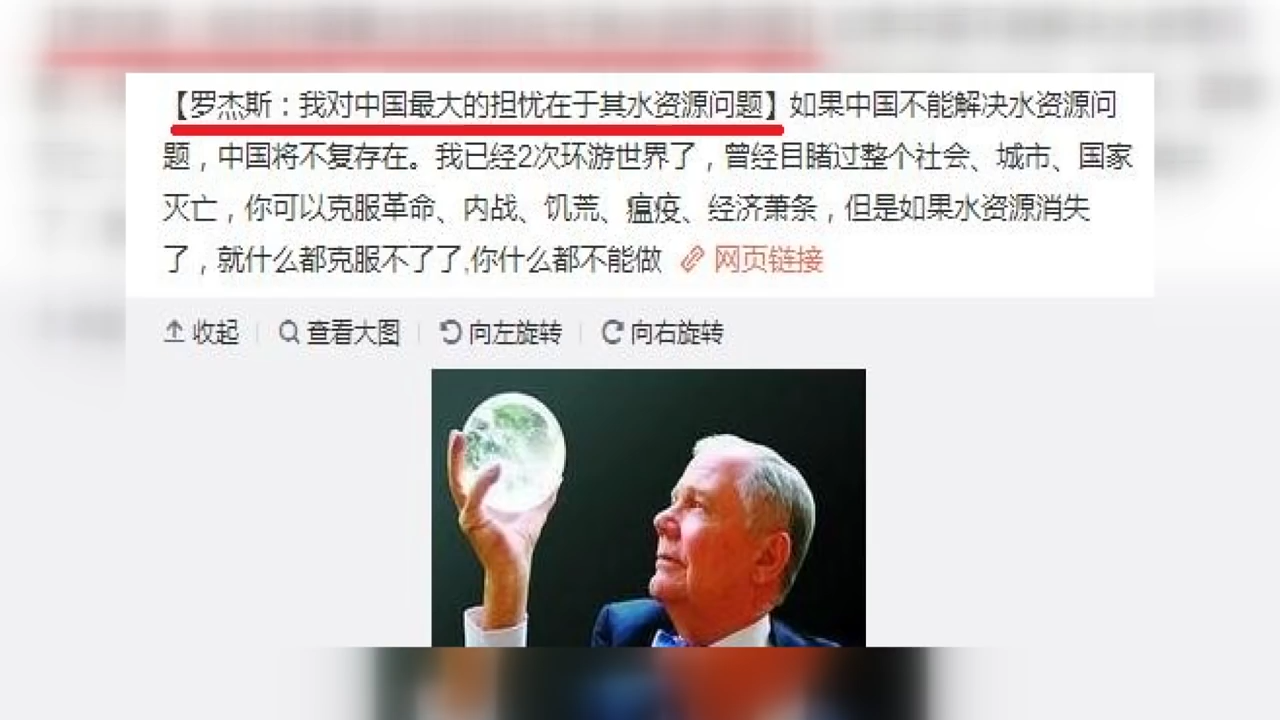 【罗杰斯：我对中国最大的担忧在于其水资源问题】如果中国不能解决水资源问
题，中国将不复存在。我已经2次环游世界了，曾经目睹过整个社会、城市、国家
灭亡，你可以克服革命、内战、饥荒、瘟疫、经济萧条，但是如果水资源消失
了，就什么都克服不了了,你什么都不能做 网页链接
收起 查看大图 向左旋转 向右旋转